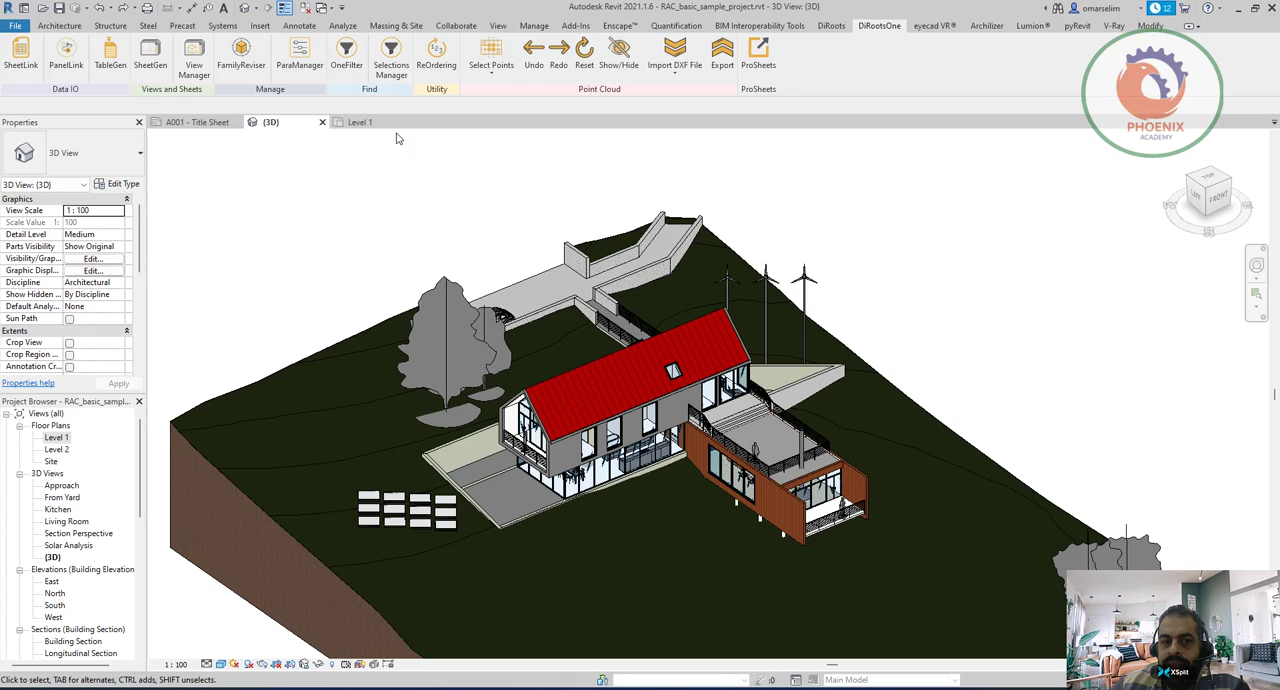 Autodesk Revit 2021.1.6 - RAC_basic_sample_project.rvt - 3D View: {3D}
omarselim
12
File Architecture Structure Steel Precast Systems Insert Annotate Analyze Massing & Site Collaborate View Manage Add-Ins Enscape™ Quantification BIM Interoperability Tools DiRoots DiRootsOne eyecad VR® Archilizer Lumion® pyRevit V-Ray Modify
SheetLink PanelLink TableGen SheetGen View Manager FamilyReviser ParaManager OneFilter Selections Manager ReOrdering Select Points Undo Redo Reset Show/Hide Import DXF File Export ProSheets
Data IO Views and Sheets Manage Find Utility Point Cloud ProSheets
PHOENIX
ACADEMY
Properties
A001 - Title Sheet {3D} Level 1
3D View
3D View: {3D} Edit Type
Graphics
View Scale 1 : 100
Scale Value 1: 100
Detail Level Medium
Parts Visibility Show Original
Visibility/Grap... Edit...
Graphic Displ... Edit...
Discipline Architectural
Show Hidden ... By Discipline
Default Analy... None
Sun Path
Extents
Crop View
Crop Region ...
Annotation Cr...
Properties help Apply
Project Browser - RAC_basic_sampl...
Views (all)
Floor Plans
Level 1
Level 2
Site
3D Views
Approach
From Yard
Kitchen
Living Room
Section Perspective
Solar Analysis
{3D}
Elevations (Building Elevation
East
North
South
West
Sections (Building Section)
Building Section
Longitudinal Section
TOP
FRONT
1 : 100
Click to select, TAB for alternates, CTRL adds, SHIFT unselects.
:0
Main Model
XSplit